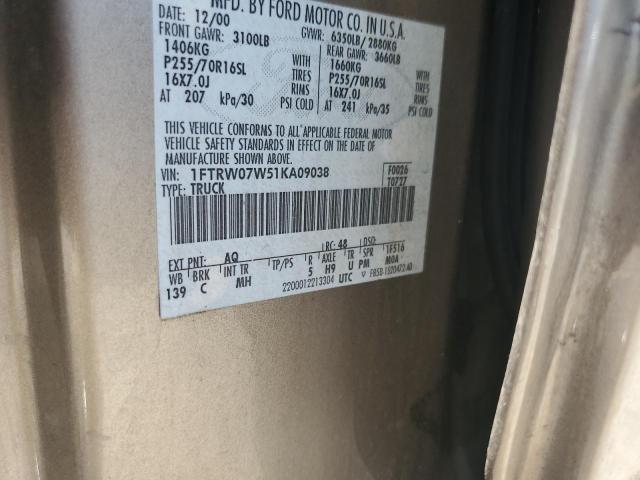 MFD. BY FORD MOTOR CO. IN U.S.A.
DATE: 12/00 GVWR: 6350LB/ 2880KG
FRONT GAWR: 3100LB REAR GAWR: 3660LB
1406KG WITH 1660KG WITH
P255/70R16SL TIRES P255/70R16SL TIRES
16X7.0J RIMS 16X7.0J RIMS
AT 207 kPa/30 PSI COLD AT 241 kPa/35 PSI COLD
THIS VEHICLE CONFORMS TO ALL APPLICABLE FEDERAL MOTOR
VEHICLE SAFETY STANDARDS IN EFFECT ON THE DATE OF
MANUFACTURE SHOWN ABOVE.
VIN: 1FTRW07W51KA09038 F0026
TYPE: TRUCK T0727
EXT PNT: AQ RC: 48 DSO:
WB BRK INT TR TP/PS R AXLE TR SPR 1F516
139 C MH 5 H9 U PM M0A
2200012213304 UTC